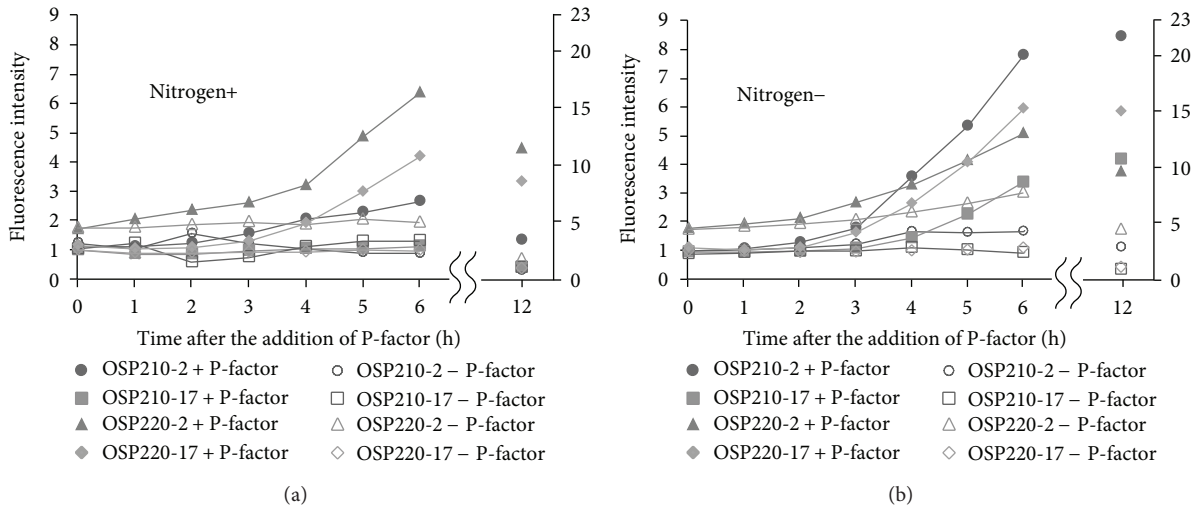 9
8
7
6
5
4
3
2
1
0
Fluorescence intensity
Nitrogen+
23
20
15
10
5
0
0 1 2 3 4 5 6 12
Time after the addition of P-factor (h)
OSP210-2 + P-factor OSP210-2 − P-factor
OSP210-17 + P-factor OSP210-17 − P-factor
OSP220-2 + P-factor OSP220-2 − P-factor
OSP220-17 + P-factor OSP220-17 − P-factor
(a)
9
8
7
6
5
4
3
2
1
0
Fluorescence intensity
Nitrogen−
23
20
15
10
5
0
0 1 2 3 4 5 6 12
Time after the addition of P-factor (h)
OSP210-2 + P-factor OSP210-2 − P-factor
OSP210-17 + P-factor OSP210-17 − P-factor
OSP220-2 + P-factor OSP220-2 − P-factor
OSP220-17 + P-factor OSP220-17 − P-factor
(b)